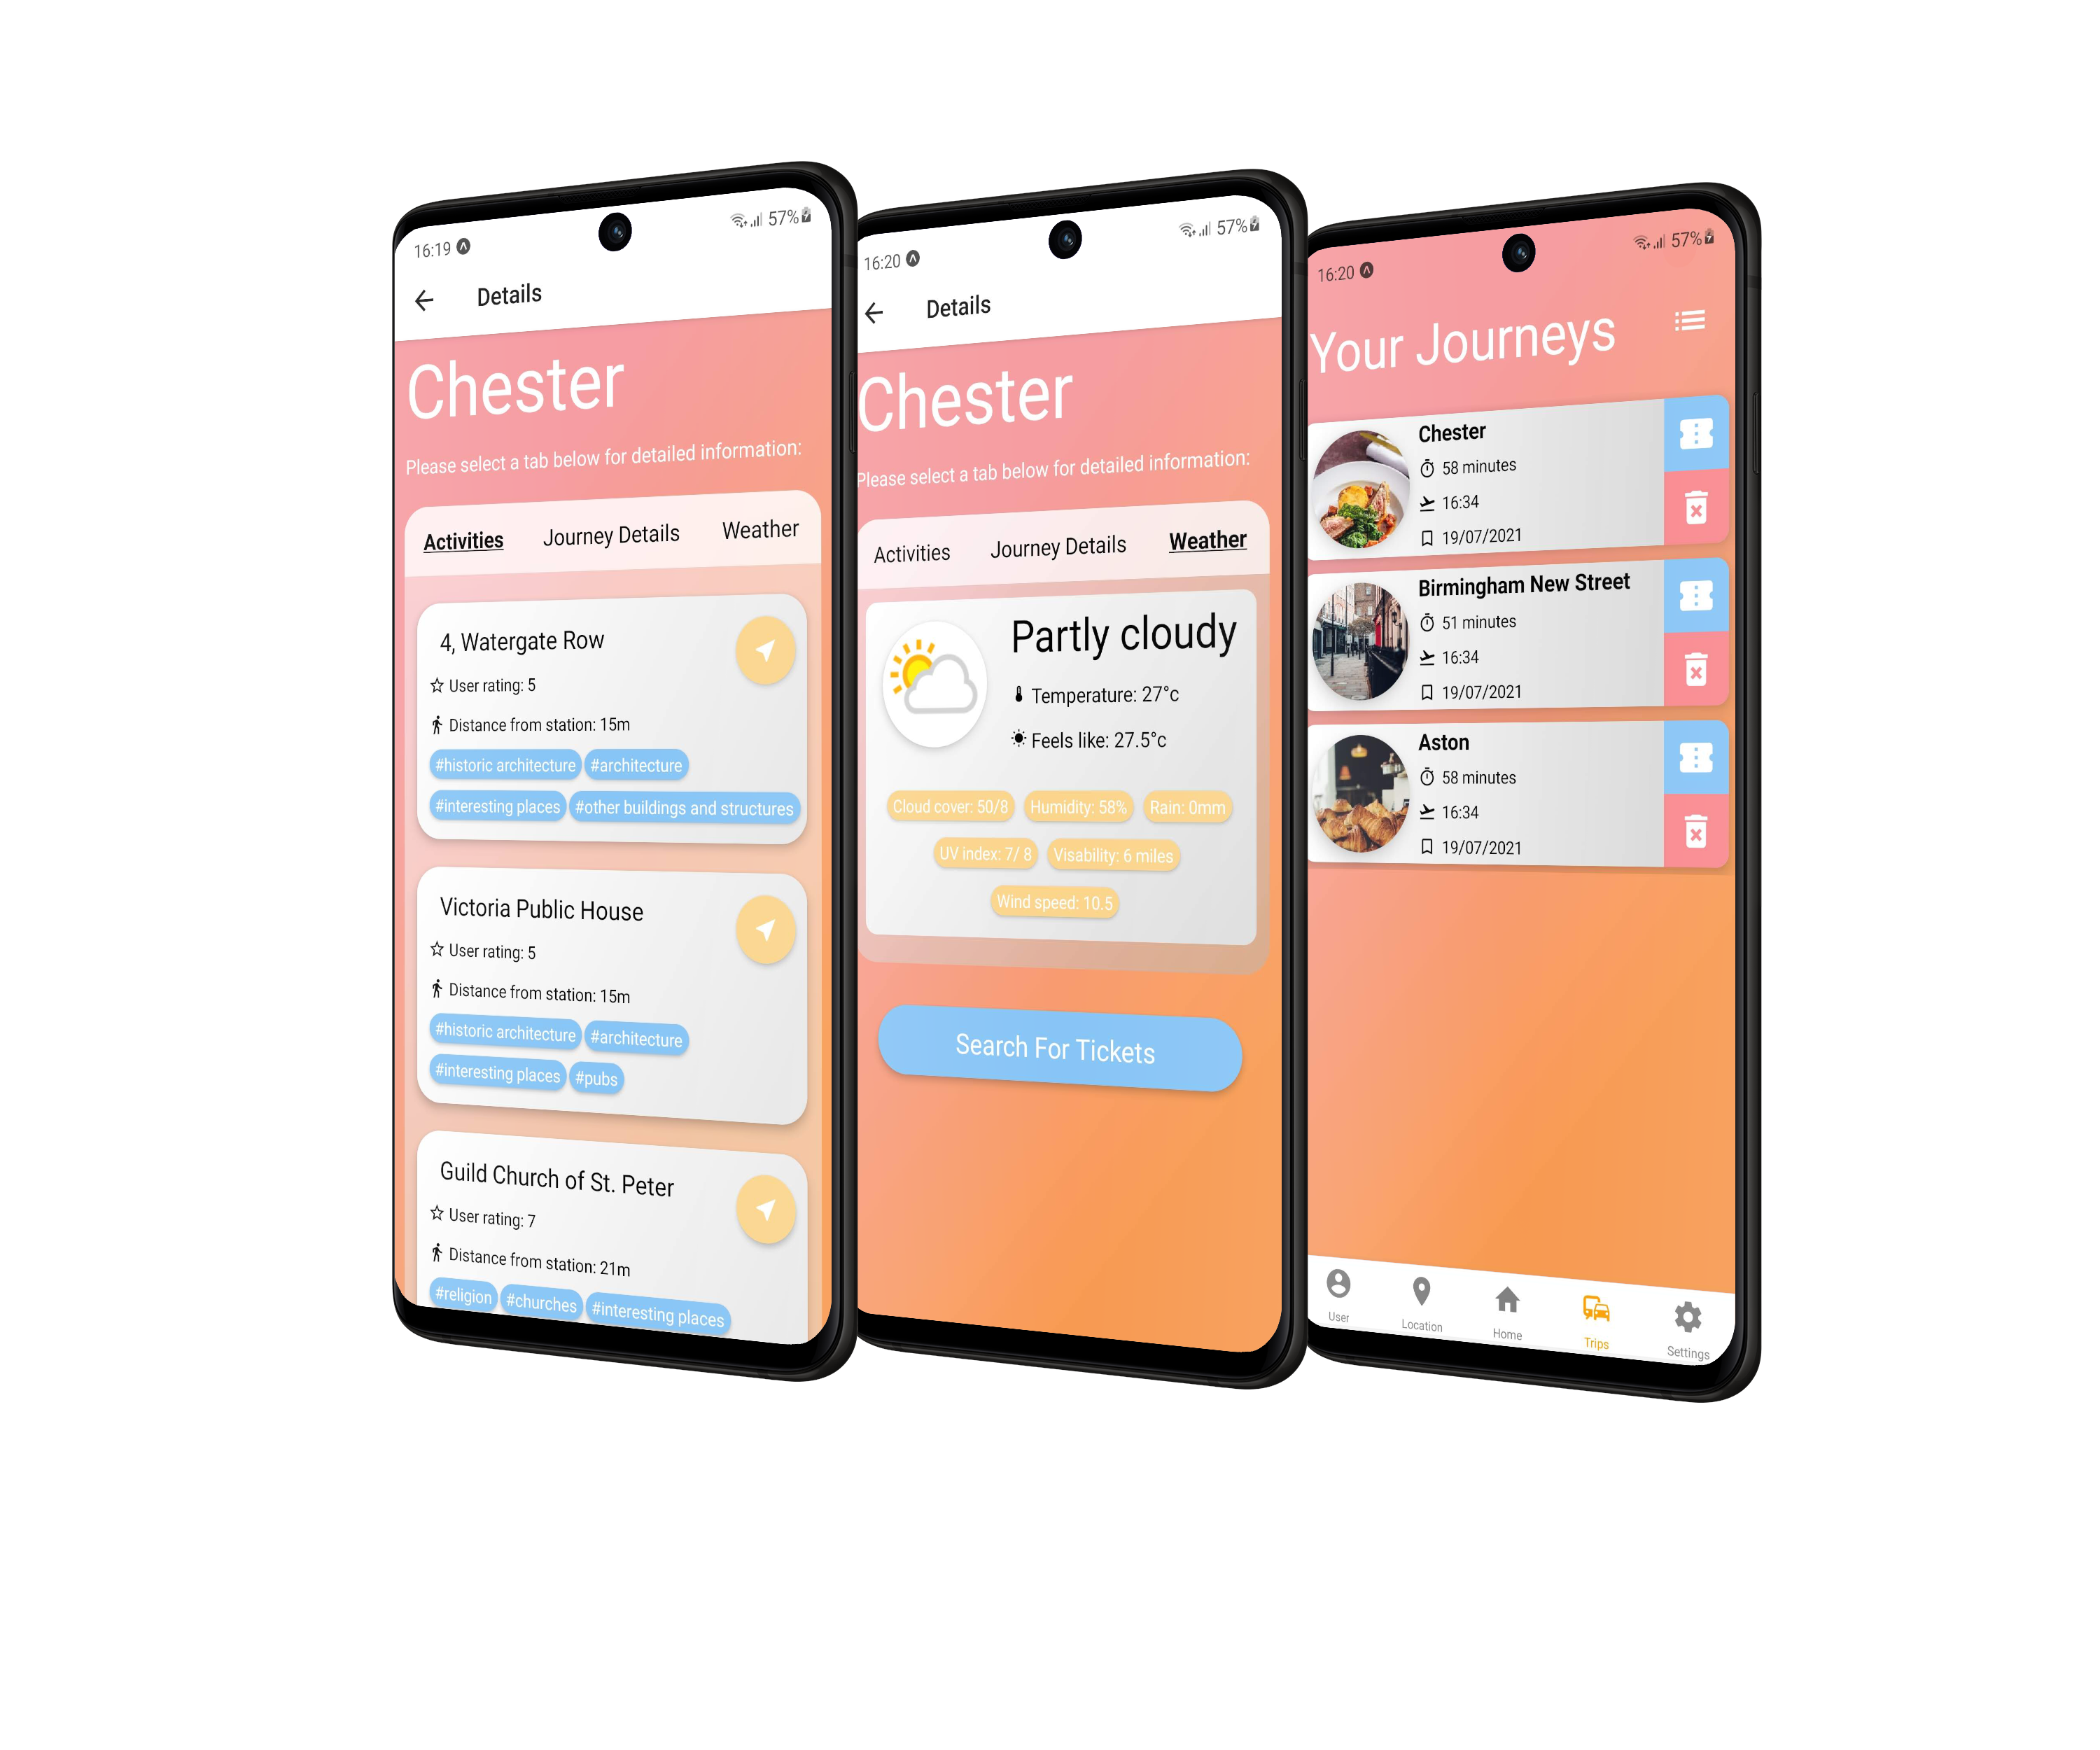 16:19
57%
Details
Chester
Please select a tab below for detailed information:
Activities Journey Details Weather
4, Watergate Row
User rating: 5
Distance from station: 15m
#historic architecture #architecture
#interesting places #other buildings and structures
Victoria Public House
User rating: 5
Distance from station: 15m
#historic architecture #architecture
#interesting places #pubs
Guild Church of St. Peter
User rating: 7
Distance from station: 21m
#religion #churches #interesting places
16:20
57%
Details
Chester
Please select a tab below for detailed information:
Activities Journey Details Weather
Partly cloudy
Temperature: 27°c
Feels like: 27.5°c
Cloud cover: 50/8 Humidity: 58% Rain: 0mm
UV index: 7/ 8 Visability: 6 miles
Wind speed: 10.5
Search For Tickets
16:20
57%
Your Journeys
Chester
58 minutes
16:34
19/07/2021
Birmingham New Street
51 minutes
16:34
19/07/2021
Aston
58 minutes
16:34
19/07/2021
User Location Home Trips Settings